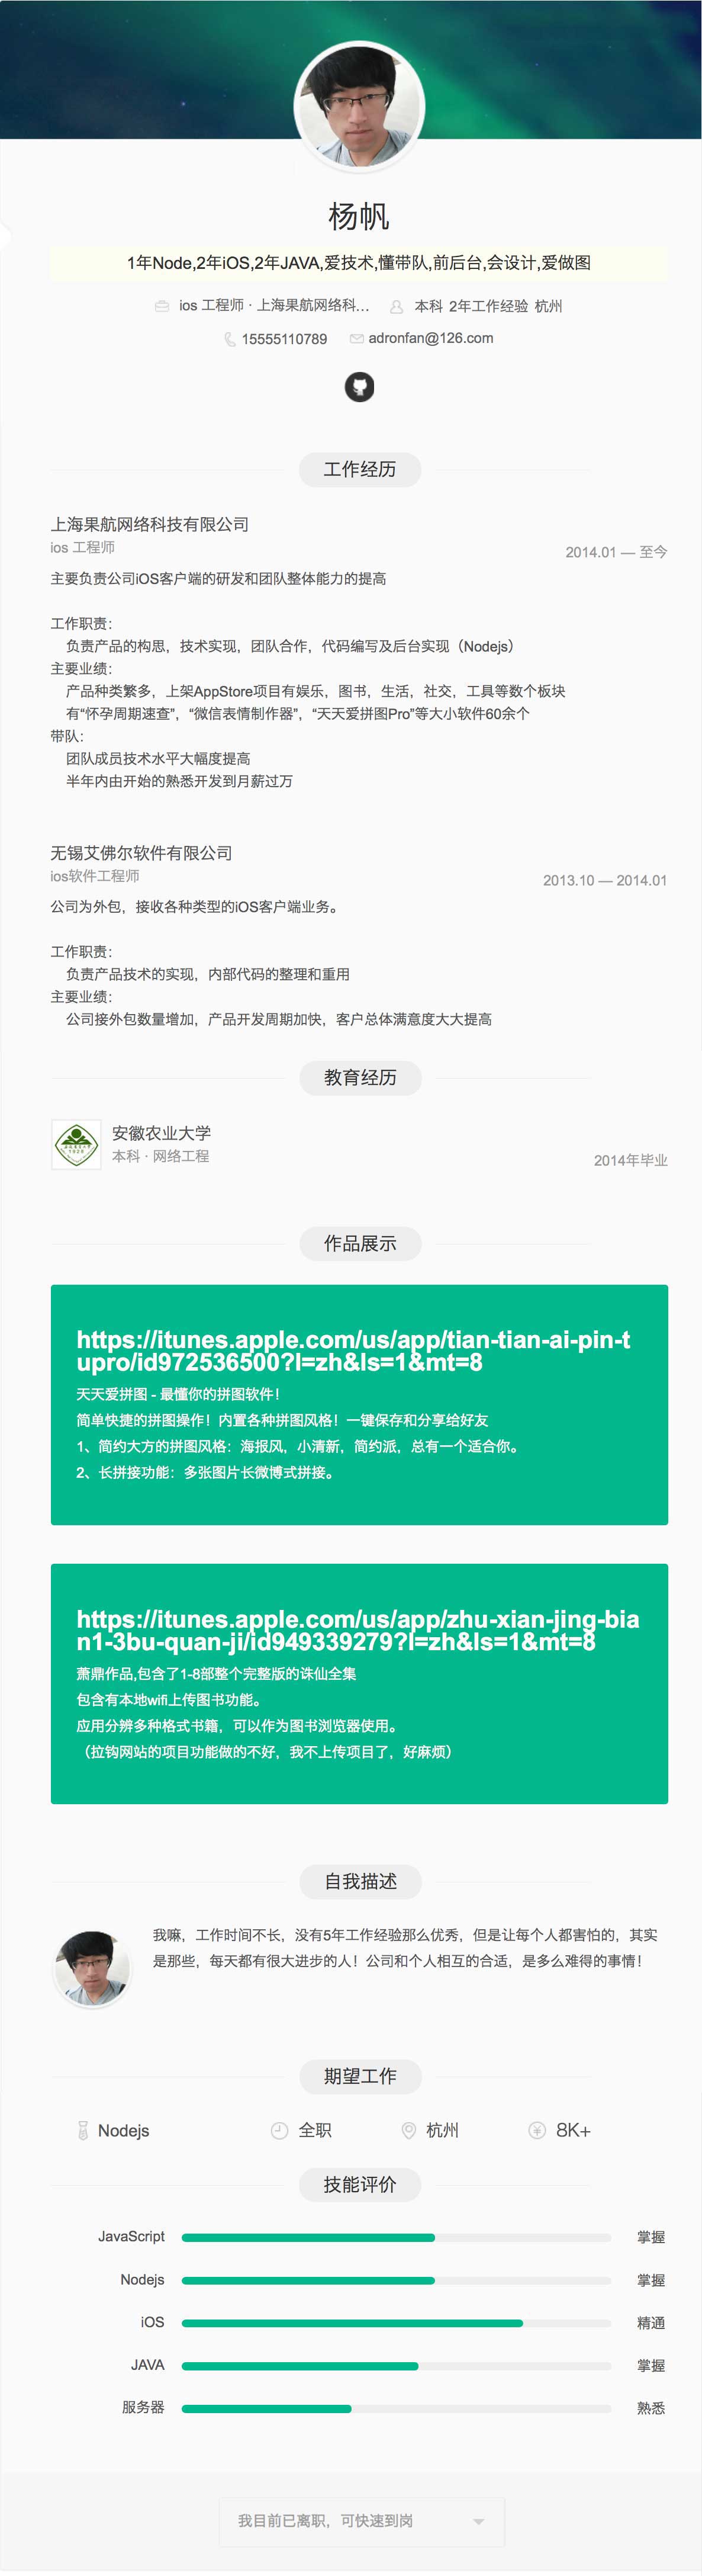 杨帆
1年Node,2年iOS,2年JAVA,爱技术,懂带队,前后台,会设计,爱做图
ios 工程师 · 上海果航网络科... 本科 2年工作经验 杭州
15555110789 adronfan@126.com
工作经历
上海果航网络科技有限公司
ios 工程师
2014.01 — 至今
主要负责公司iOS客户端的研发和团队整体能力的提高
工作职责：
负责产品的构思，技术实现，团队合作，代码编写及后台实现（Nodejs）
主要业绩：
产品种类繁多，上架AppStore项目有娱乐，图书，生活，社交，工具等数个板块
有“怀孕周期速查”，“微信表情制作器”，“天天爱拼图Pro”等大小软件60余个
带队：
团队成员技术水平大幅度提高
半年内由开始的熟悉开发到月薪过万
无锡艾佛尔软件有限公司
ios软件工程师
2013.10 — 2014.01
公司为外包，接收各种类型的iOS客户端业务。
工作职责：
负责产品技术的实现，内部代码的整理和重用
主要业绩：
公司接外包数量增加，产品开发周期加快，客户总体满意度大大提高
教育经历
安徽农业大学
本科 · 网络工程
2014年毕业
1928
作品展示
https://itunes.apple.com/us/app/tian-tian-ai-pin-t
upro/id972536500?l=zh&ls=1&mt=8
天天爱拼图 - 最懂你的拼图软件！
简单快捷的拼图操作！内置各种拼图风格！一键保存和分享给好友
1、简约大方的拼图风格：海报风，小清新，简约派，总有一个适合你。
2、长拼接功能：多张图片长微博式拼接。
https://itunes.apple.com/us/app/zhu-xian-jing-bia
n1-3bu-quan-ji/id949339279?l=zh&ls=1&mt=8
萧鼎作品,包含了1-8部整个完整版的诛仙全集
包含有本地wifi上传图书功能。
应用分辨多种格式书籍，可以作为图书浏览器使用。
（拉钩网站的项目功能做的不好，我不上传项目了，好麻烦）
自我描述
我嘛，工作时间不长，没有5年工作经验那么优秀，但是让每个人都害怕的，其实
是那些，每天都有很大进步的人！公司和个人相互的合适，是多么难得的事情！
期望工作
Nodejs 全职 杭州 8K+
技能评价
JavaScript 掌握
Nodejs 掌握
iOS 精通
JAVA 掌握
服务器 熟悉
我目前已离职，可快速到岗